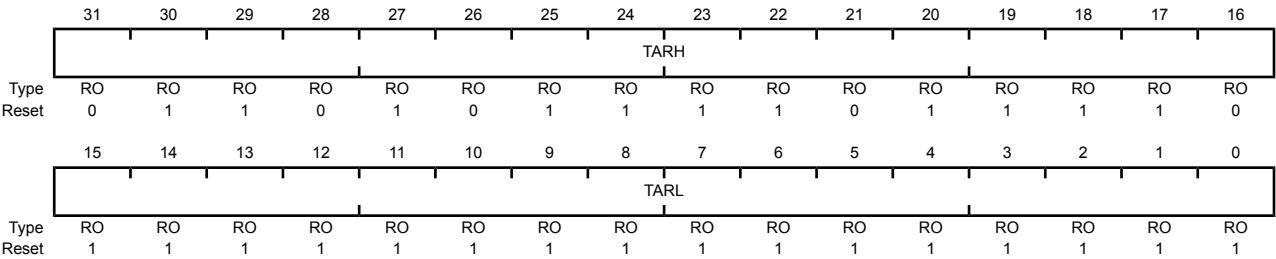 31 30 29 28 27 26 25 24 23 22 21 20 19 18 17 16
TARH
Type RO RO RO RO RO RO RO RO RO RO RO RO RO RO RO RO
Reset 0 1 1 0 1 0 1 1 1 1 0 1 1 1 1 0
15 14 13 12 11 10 9 8 7 6 5 4 3 2 1 0
TARL
Type RO RO RO RO RO RO RO RO RO RO RO RO RO RO RO RO
Reset 1 1 1 1 1 1 1 1 1 1 1 1 1 1 1 1